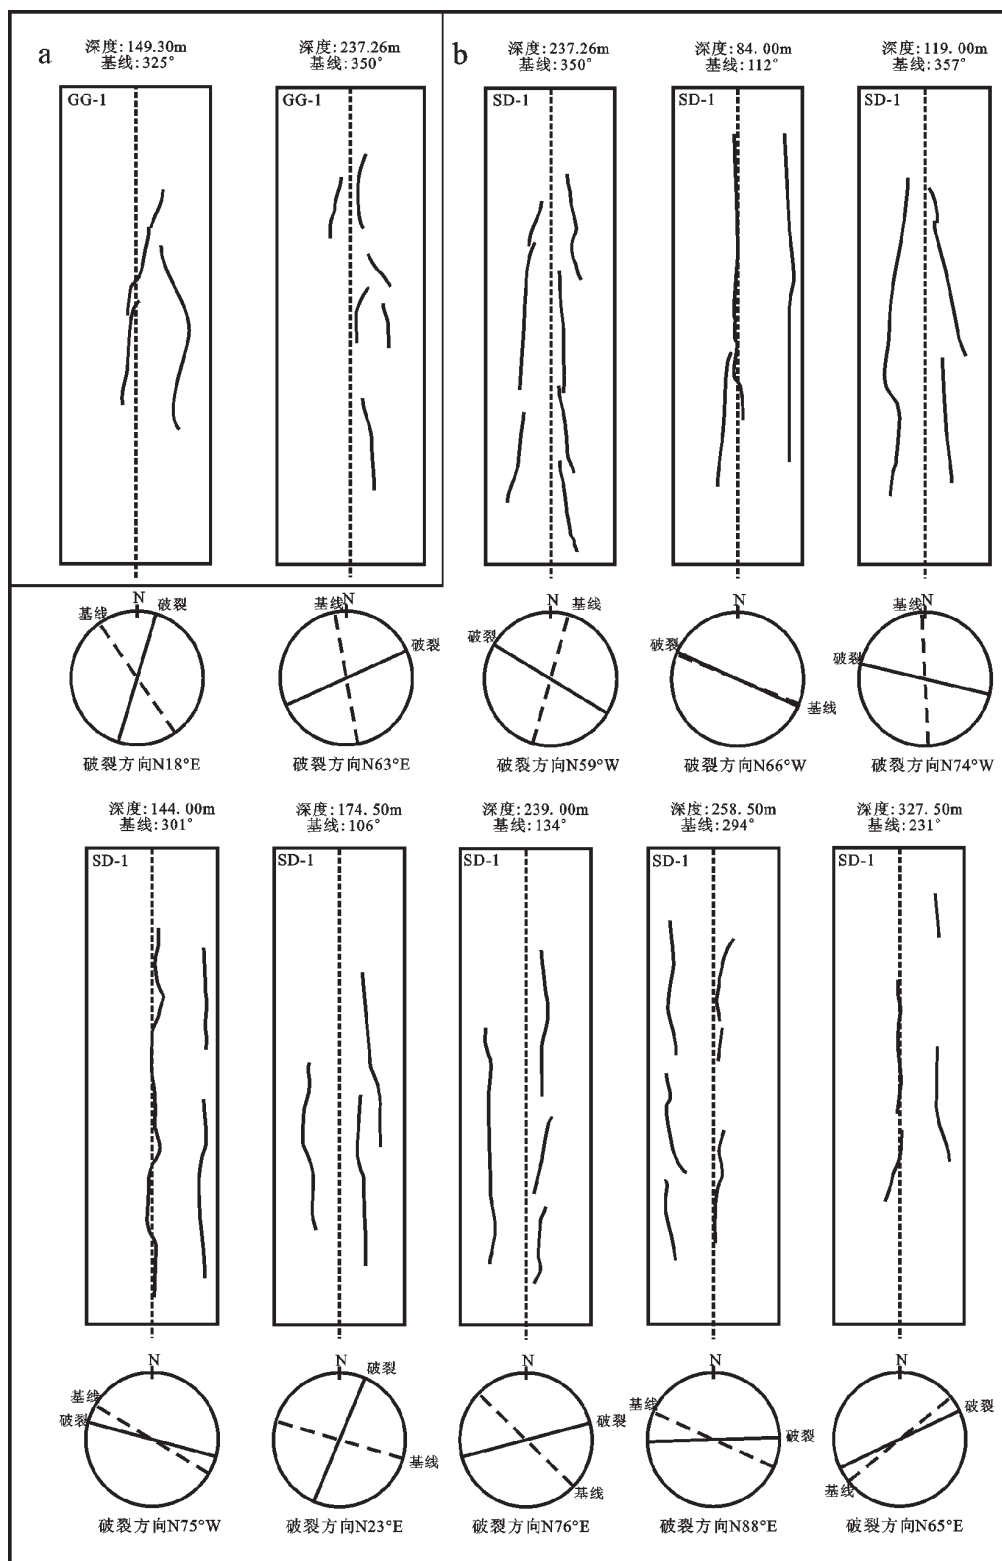 a
深度:149.30m
基线:325°
GG-1
深度:237.26m
基线:350°
GG-1
b
深度:237.26m
基线:350°
SD-1
深度:84.00m
基线:112°
SD-1
深度:119.00m
基线:357°
SD-1
N
基线
破裂
破裂方向N18°E
N
基线
破裂
破裂方向N63°E
N
基线
破裂
破裂方向N59°W
N
破裂
基线
破裂方向N66°W
N
基线
破裂
破裂方向N74°W
深度:144.00m
基线:301°
SD-1
深度:174.50m
基线:106°
SD-1
深度:239.00m
基线:134°
SD-1
深度:258.50m
基线:294°
SD-1
深度:327.50m
基线:231°
SD-1
N
基线
破裂
破裂方向N75°W
N
破裂
基线
破裂方向N23°E
N
破裂
基线
破裂方向N76°E
N
基线
破裂
破裂方向N88°E
N
破裂
基线
破裂方向N65°E